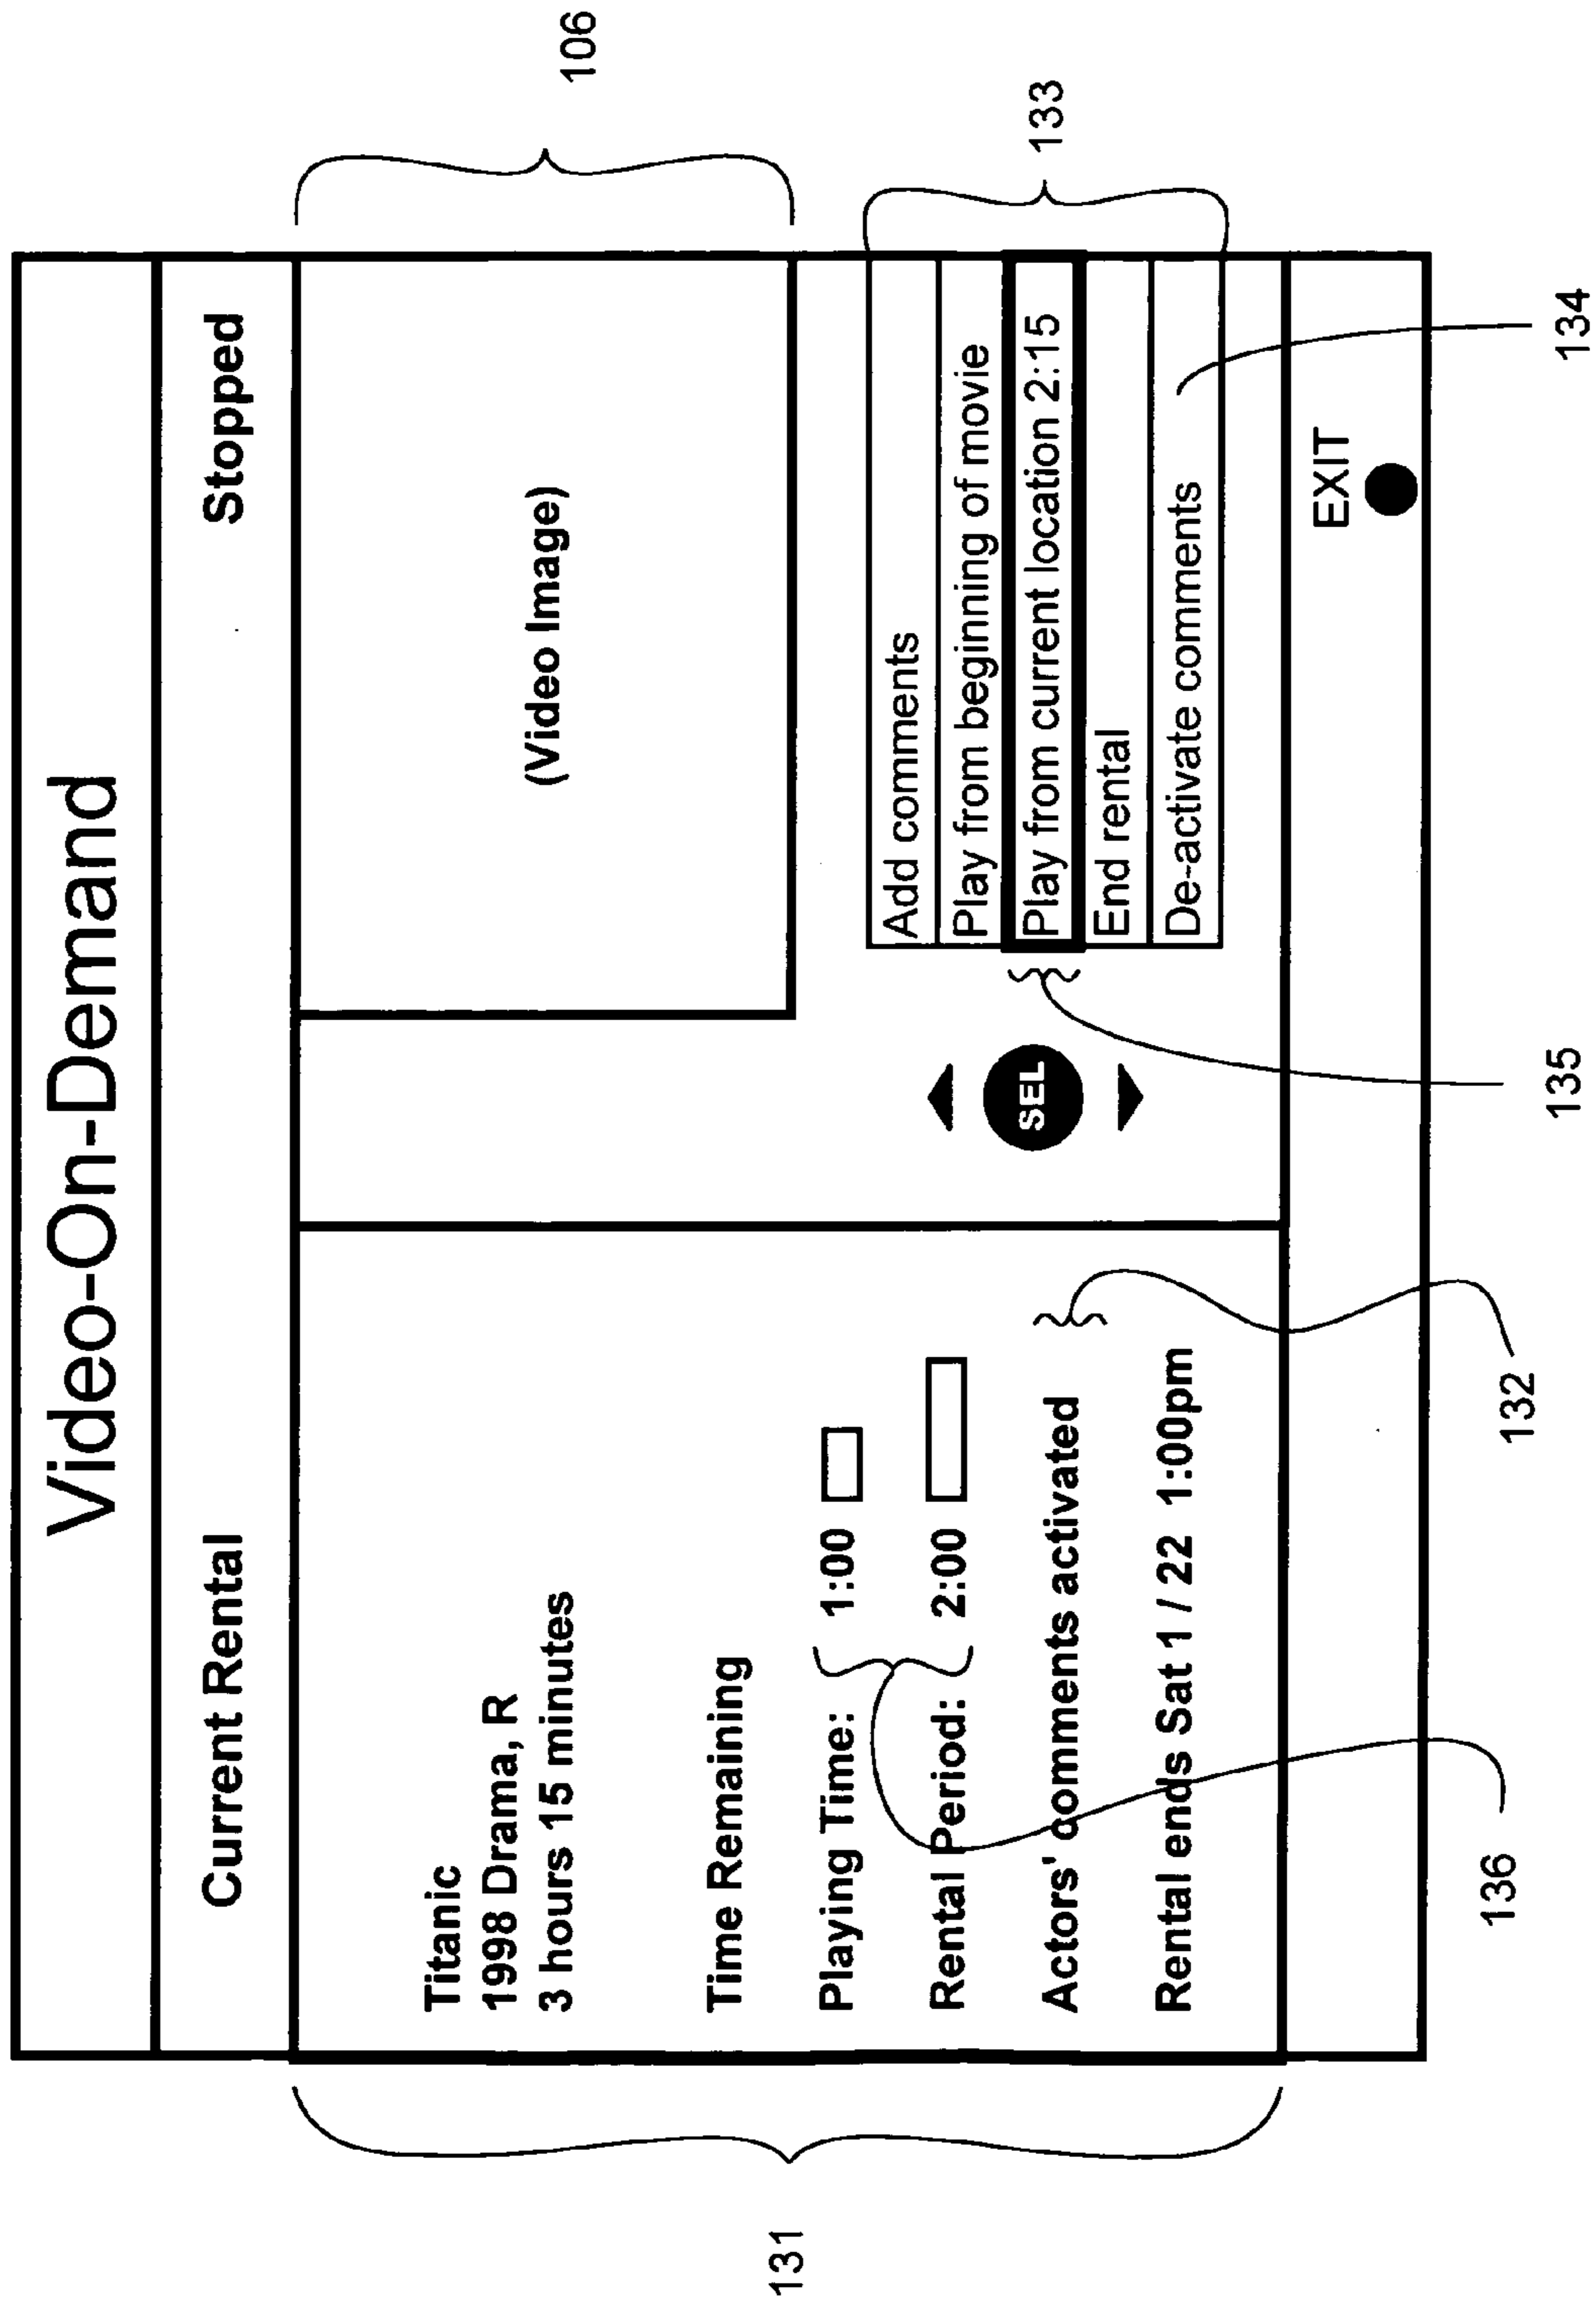 Video-On-Demand
Current Rental
Stopped
Titanic
1998 Drama, R
3 hours 15 minutes
Time Remaining
Playing Time: 1:00
Rental Period: 2:00
Actors' comments activated
Rental ends Sat 1 / 22 1:00pm
(Video Image)
SEL
Add comments
Play from beginning of movie
Play from current location 2:15
End rental
De-activate comments
EXIT
131
106
133
136
132
135
134